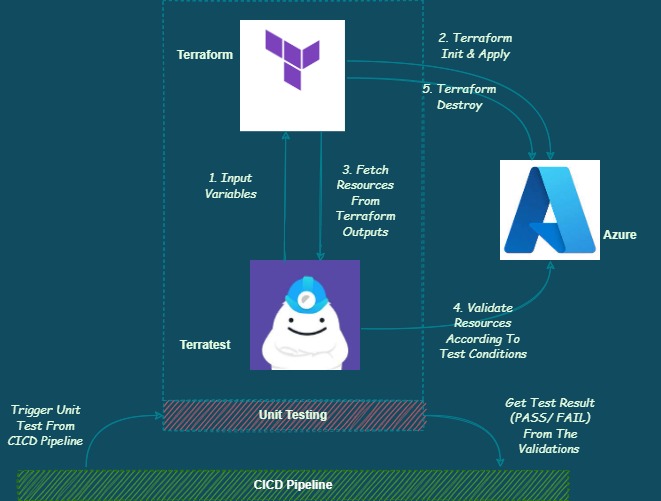 Terraform
2. Terraform
Init & Apply
5. Terraform
Destroy
1. Input
Variables
3. Fetch
Resources
From
Terraform
Outputs
Azure
Terratest
4. Validate
Resources
According To
Test Conditions
Trigger Unit
Test From
CICD Pipeline
Unit Testing
Get Test Result
(PASS/ FAIL)
From The
Validations
CICD Pipeline